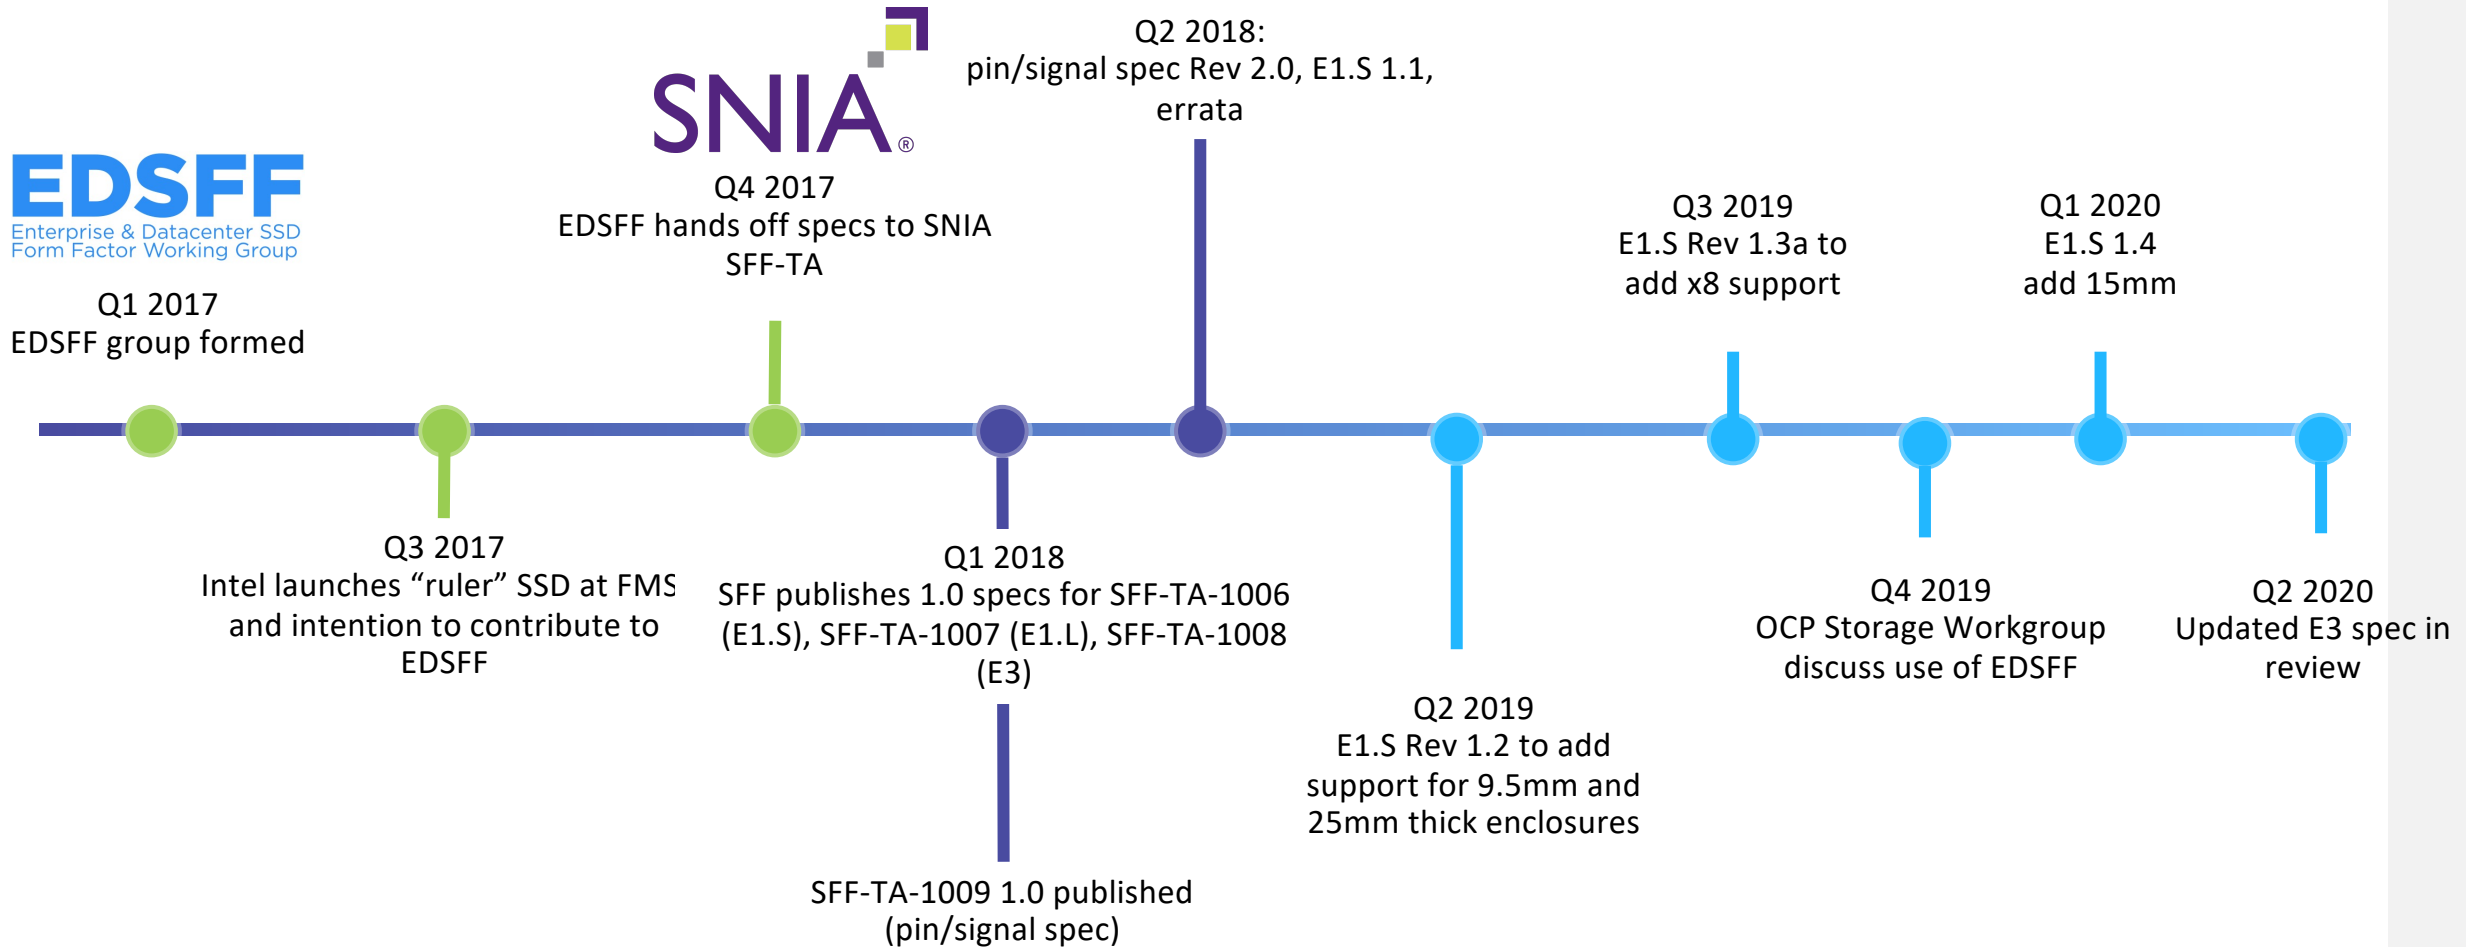 EDSFF
Enterprise & Datacenter SSD
Form Factor Working Group
Q1 2017
EDSFF group formed
Q3 2017
Intel launches “ruler” SSD at FMS
and intention to contribute to
EDSFF
SNIA®
Q4 2017
EDSFF hands off specs to SNIA
SFF-TA
Q1 2018
SFF publishes 1.0 specs for SFF-TA-1006
(E1.S), SFF-TA-1007 (E1.L), SFF-TA-1008
(E3)
SFF-TA-1009 1.0 published
(pin/signal spec)
Q2 2018:
pin/signal spec Rev 2.0, E1.S 1.1,
errata
Q2 2019
E1.S Rev 1.2 to add
support for 9.5mm and
25mm thick enclosures
Q3 2019
E1.S Rev 1.3a to
add x8 support
Q4 2019
OCP Storage Workgroup
discuss use of EDSFF
Q1 2020
E1.S 1.4
add 15mm
Q2 2020
Updated E3 spec in
review